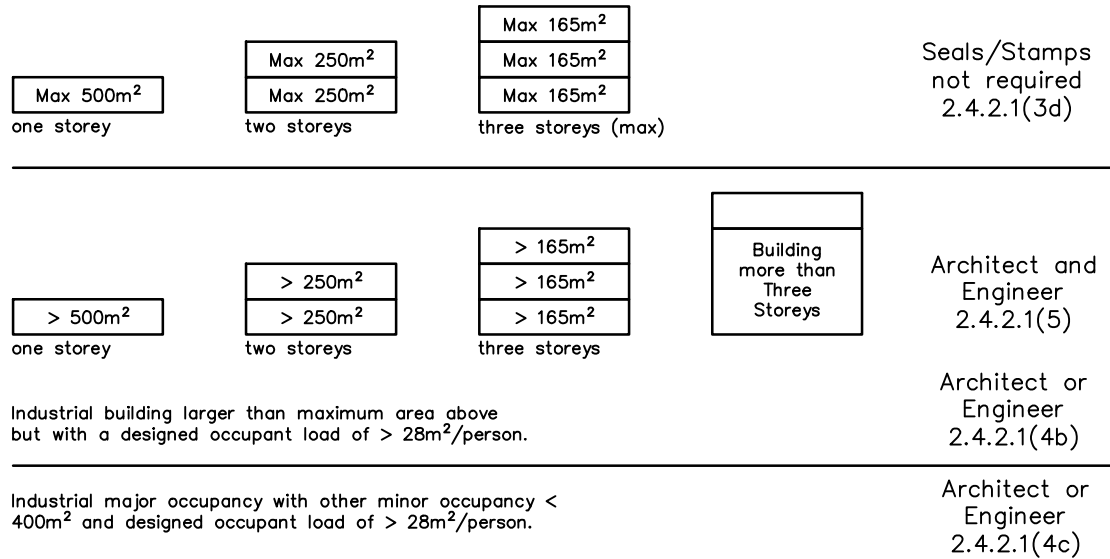 Max 165m²
Max 250m² Max 165m²
Max 500m² Max 250m² Max 165m²
one storey two storeys three storeys (max)
Seals/Stamps
not required
2.4.2.1(3d)
> 165m²
> 250m² > 165m²
> 500m² > 250m² > 165m²
one storey two storeys three storeys
Building
more than
Three
Storeys
Architect and
Engineer
2.4.2.1(5)
Industrial building larger than maximum area above
but with a designed occupant load of > 28m²/person.
Architect or
Engineer
2.4.2.1(4b)
Industrial major occupancy with other minor occupancy <
400m² and designed occupant load of > 28m²/person.
Architect or
Engineer
2.4.2.1(4c)